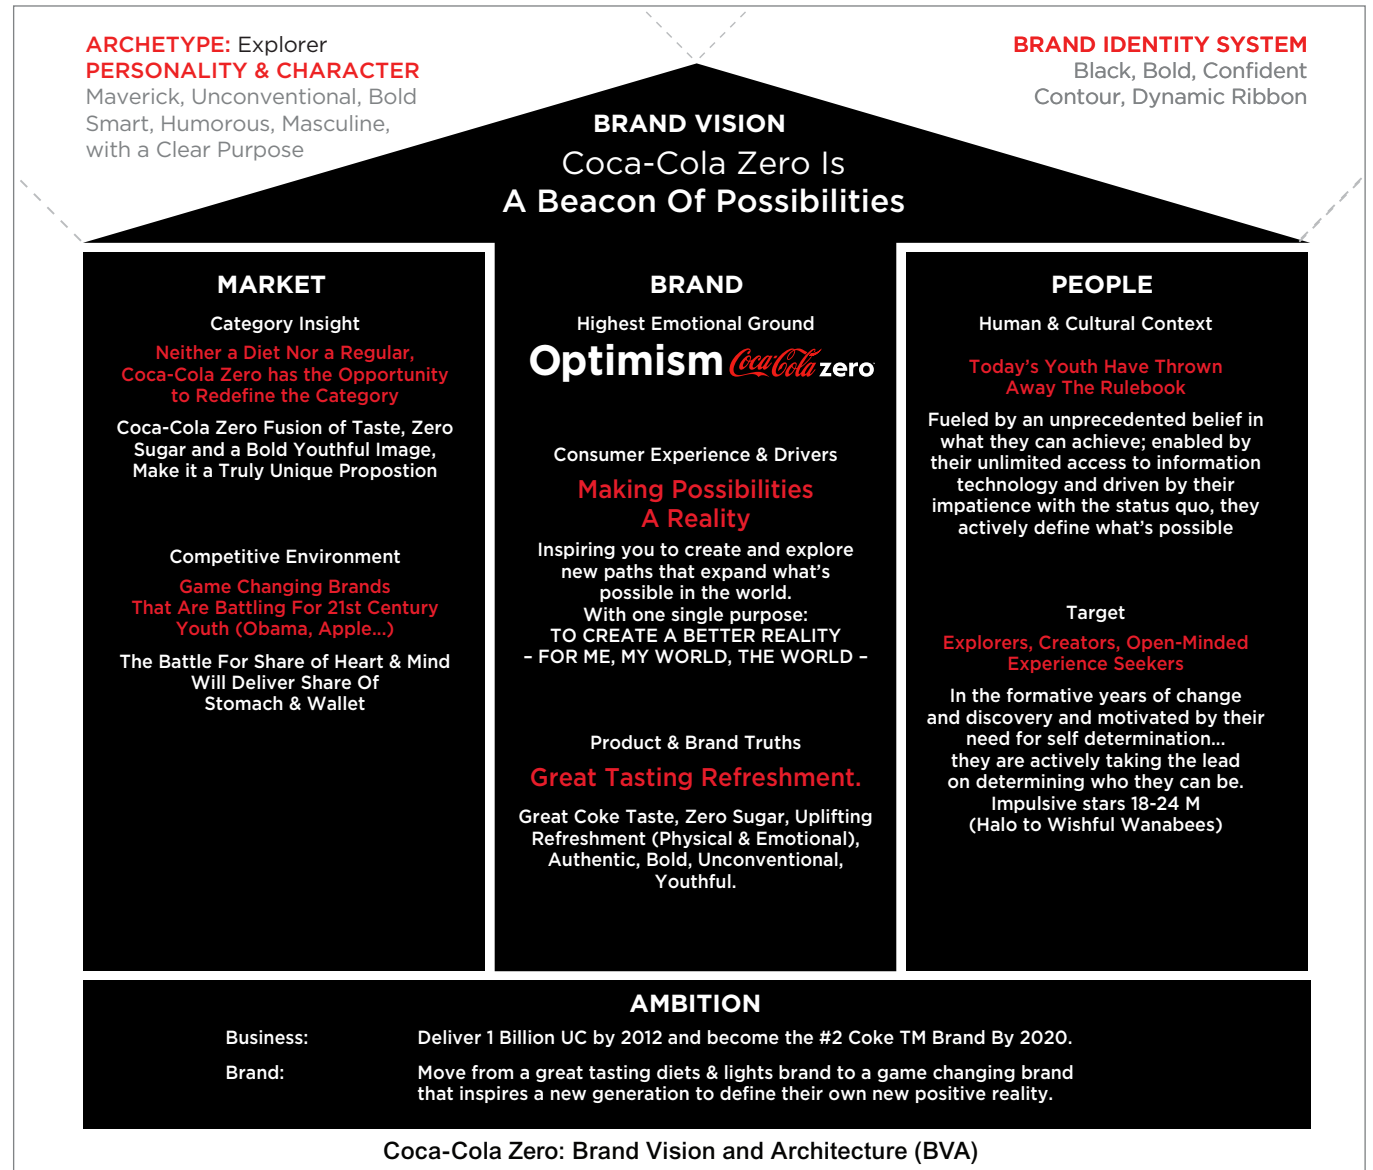 ARCHETYPE: Explorer
PERSONALITY & CHARACTER
Maverick, Unconventional, Bold
Smart, Humorous, Masculine,
with a Clear Purpose
BRAND IDENTITY SYSTEM
Black, Bold, Confident
Contour, Dynamic Ribbon
BRAND VISION
Coca-Cola Zero Is
A Beacon Of Possibilities
MARKET
Category Insight
Neither a Diet Nor a Regular,
Coca-Cola Zero has the Opportunity
to Redefine the Category
Coca-Cola Zero Fusion of Taste, Zero
Sugar and a Bold Youthful Image,
Make it a Truly Unique Propostion
Competitive Environment
Game Changing Brands
That Are Battling For 21st Century
Youth (Obama, Apple...)
The Battle For Share of Heart & Mind
Will Deliver Share Of
Stomach & Wallet
BRAND
Highest Emotional Ground
Optimism Coca-Cola zero
Consumer Experience & Drivers
Making Possibilities
A Reality
Inspiring you to create and explore
new paths that expand what's
possible in the world.
With one single purpose:
TO CREATE A BETTER REALITY
– FOR ME, MY WORLD, THE WORLD –
Product & Brand Truths
Great Tasting Refreshment.
Great Coke Taste, Zero Sugar, Uplifting
Refreshment (Physical & Emotional),
Authentic, Bold, Unconventional,
Youthful.
PEOPLE
Human & Cultural Context
Today's Youth Have Thrown
Away The Rulebook
Fueled by an unprecedented belief in
what they can achieve; enabled by
their unlimited access to information
technology and driven by their
impatience with the status quo, they
actively define what's possible
Target
Explorers, Creators, Open-Minded
Experience Seekers
In the formative years of change
and discovery and motivated by their
need for self determination...
they are actively taking the lead
on determining who they can be.
Impulsive stars 18-24 M
(Halo to Wishful Wanabees)
AMBITION
Business: Deliver 1 Billion UC by 2012 and become the #2 Coke TM Brand By 2020.
Brand: Move from a great tasting diets & lights brand to a game changing brand
that inspires a new generation to define their own new positive reality.
Coca-Cola Zero: Brand Vision and Architecture (BVA)